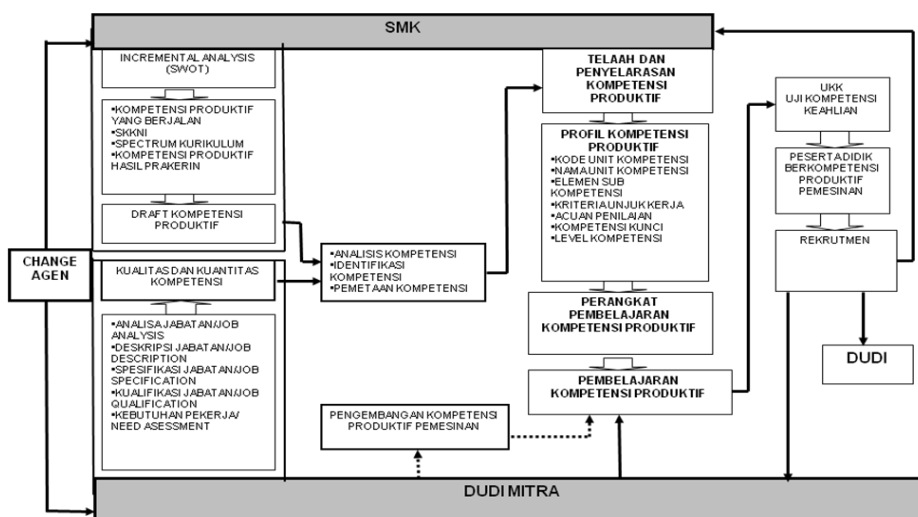 SMK
INCREMENTAL ANALYSIS
(SWOT)
•KOMPETENSI PRODUKTIF
YANG BERJALAN
•SKKNI
•SPECTRUM KURIKULUM
•KOMPETENSI PRODUKTIF
HASIL PRAKERIN
DRAFT KOMPETENSI
PRODUKTIF
CHANGE
AGEN
KUALITAS DAN KUANTITAS
KOMPETENSI
•ANALISA JABATAN/JOB
ANALYSIS
•DESKRIPSI JABATAN/JOB
DESCRIPTION
•SPESIFIKASI JABATAN/JOB
SPECIFICATION
•KUALIFIKASI JABATAN/JOB
QUALIFICATION
•KEBUTUHAN PEKERJA/
NEED ASESSMENT
•ANALISIS KOMPETENSI
•IDENTIFIKASI
KOMPETENSI
•PEMETAAN KOMPETENSI
TELAAH DAN
PENYELARASAN
KOMPETENSI
PRODUKTIF
PROFIL KOMPETENSI
PRODUKTIF
•KODE UNIT KOMPETENSI
•NAMA UNIT KOMPETENSI
•ELEMEN SUB
KOMPETENSI
•KRITERIA UNJUK KERJA
•ACUAN PENILAIAN
•KOMPETENSI KUNCI
•LEVEL KOMPETENSI
PERANGKAT
PEMBELAJARAN
KOMPETENSI PRODUKTIF
PEMBELAJARAN
KOMPETENSI PRODUKTIF
PENGEMBANGAN KOMPETENSI
PRODUKTIF PEMESINAN
UKK
UJI KOMPETENSI
KEAHLIAN
PESERTA DIDIK
BERKOMPETENSI
PRODUKTIF
PEMESINAN
REKRUTMEN
DUDI
DUDI MITRA